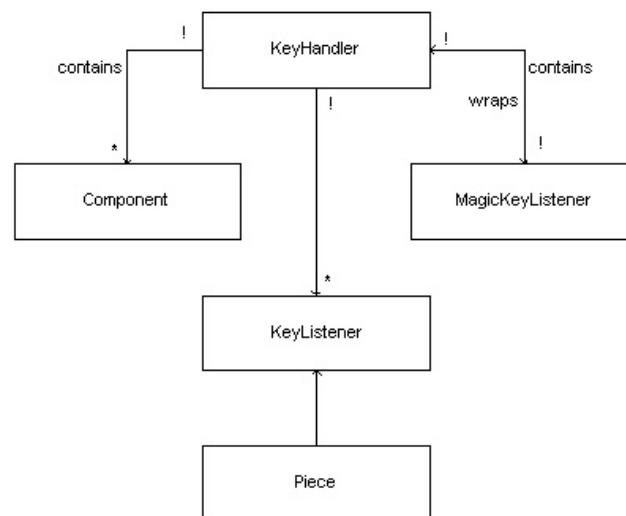 !
KeyHandler
!
contains
contains
!
wraps
*
!
Component
MagicKeyListener
*
KeyListener
Piece